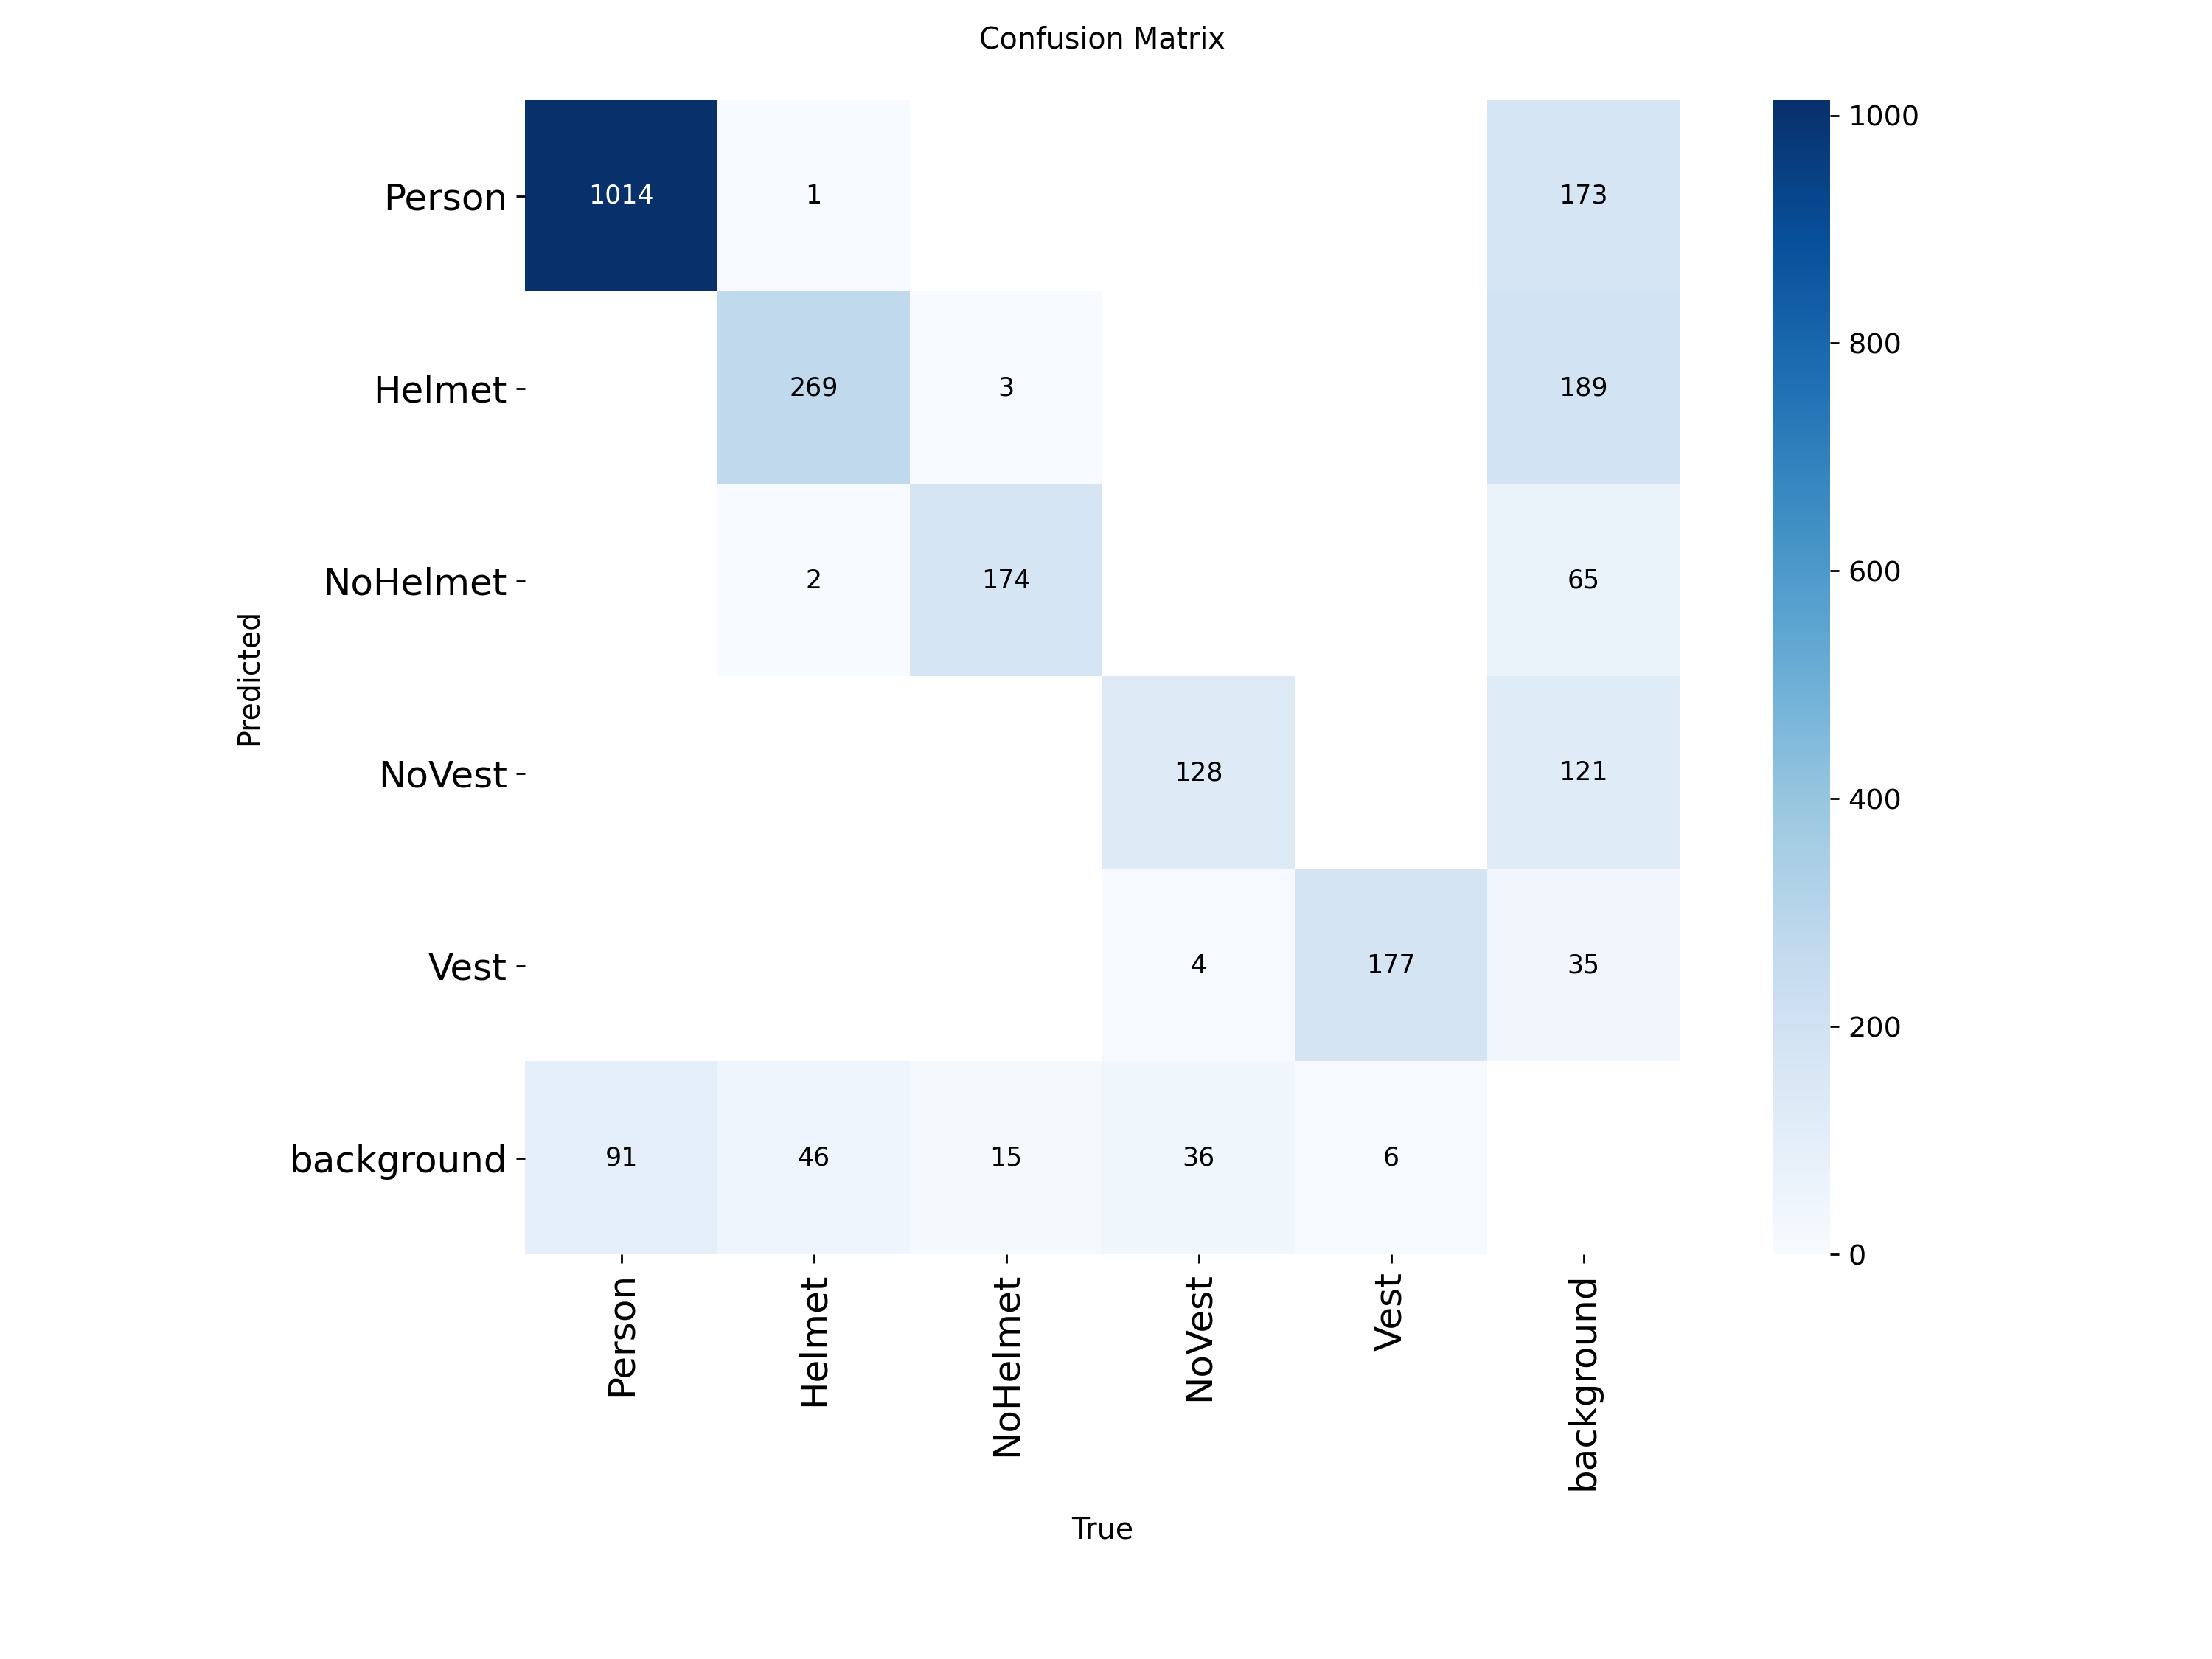 Confusion Matrix
Person
1014
1
173
Helmet
269
3
189
NoHelmet
2
174
65
NoVest
128
121
Vest
4
177
35
background
91
46
15
36
6
Predicted
Person
Helmet
NoHelmet
NoVest
Vest
background
True
1000
800
600
400
200
0